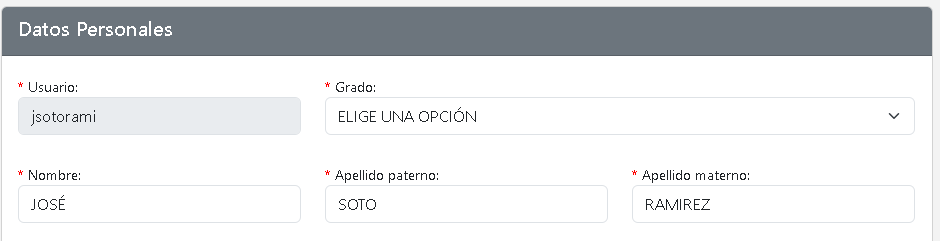 Datos Personales
* Usuario: * Grado:
jsotorami ELIGE UNA OPCIÓN
* Nombre: * Apellido paterno: * Apellido materno:
JOSÉ SOTO RAMIREZ